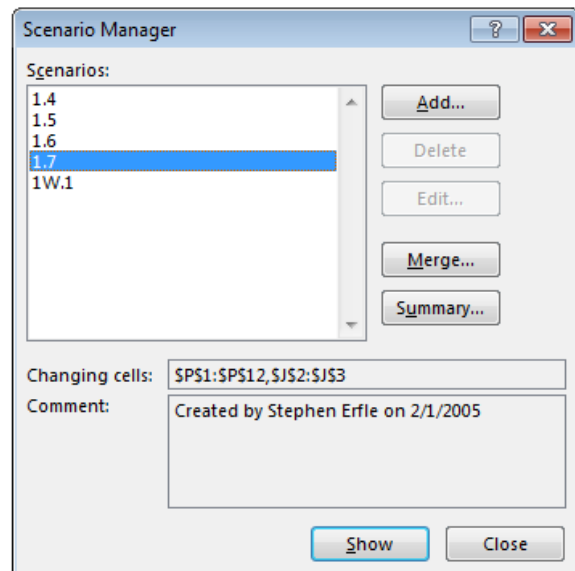 Scenario Manager
Scenarios:
1.4
1.5
1.6
1.7
1W.1
Add...
Delete
Edit...
Merge...
Summary...
Changing cells: $P$1:$P$12,$J$2:$J$3
Comment: Created by Stephen Erfle on 2/1/2005
Show Close